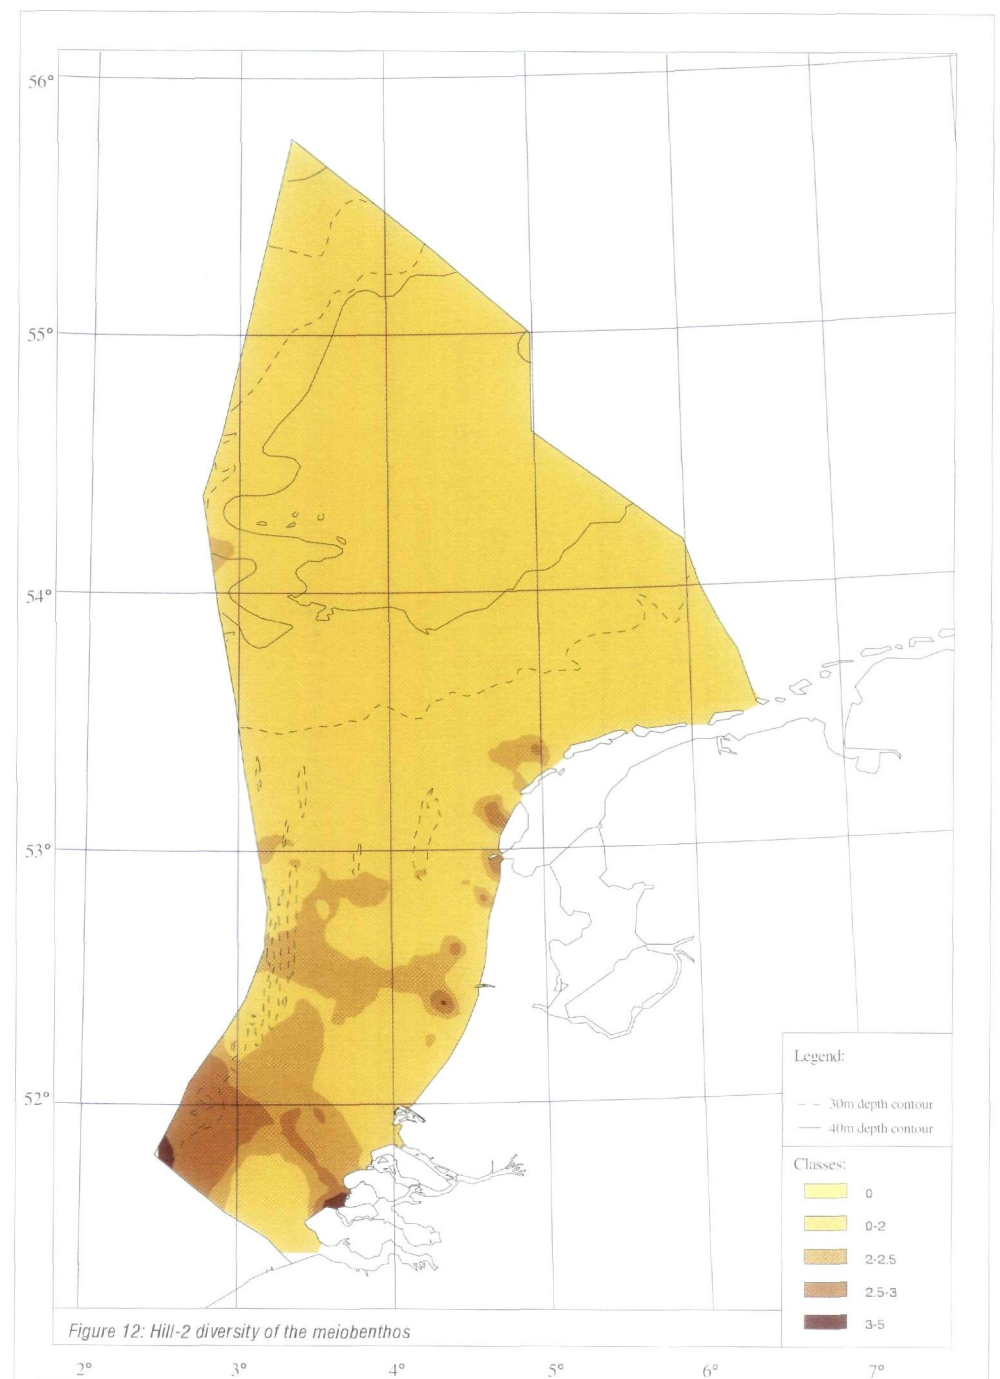 56°
55°
54°
53°
52°
Legend:
30m depth contour
40m depth contour
Classes:
0
0-2
2-2.5
2.5-3
3-5
Figure 12: Hill-2 diversity of the meiobenthos
2° 3° 4° 5° 6° 7°